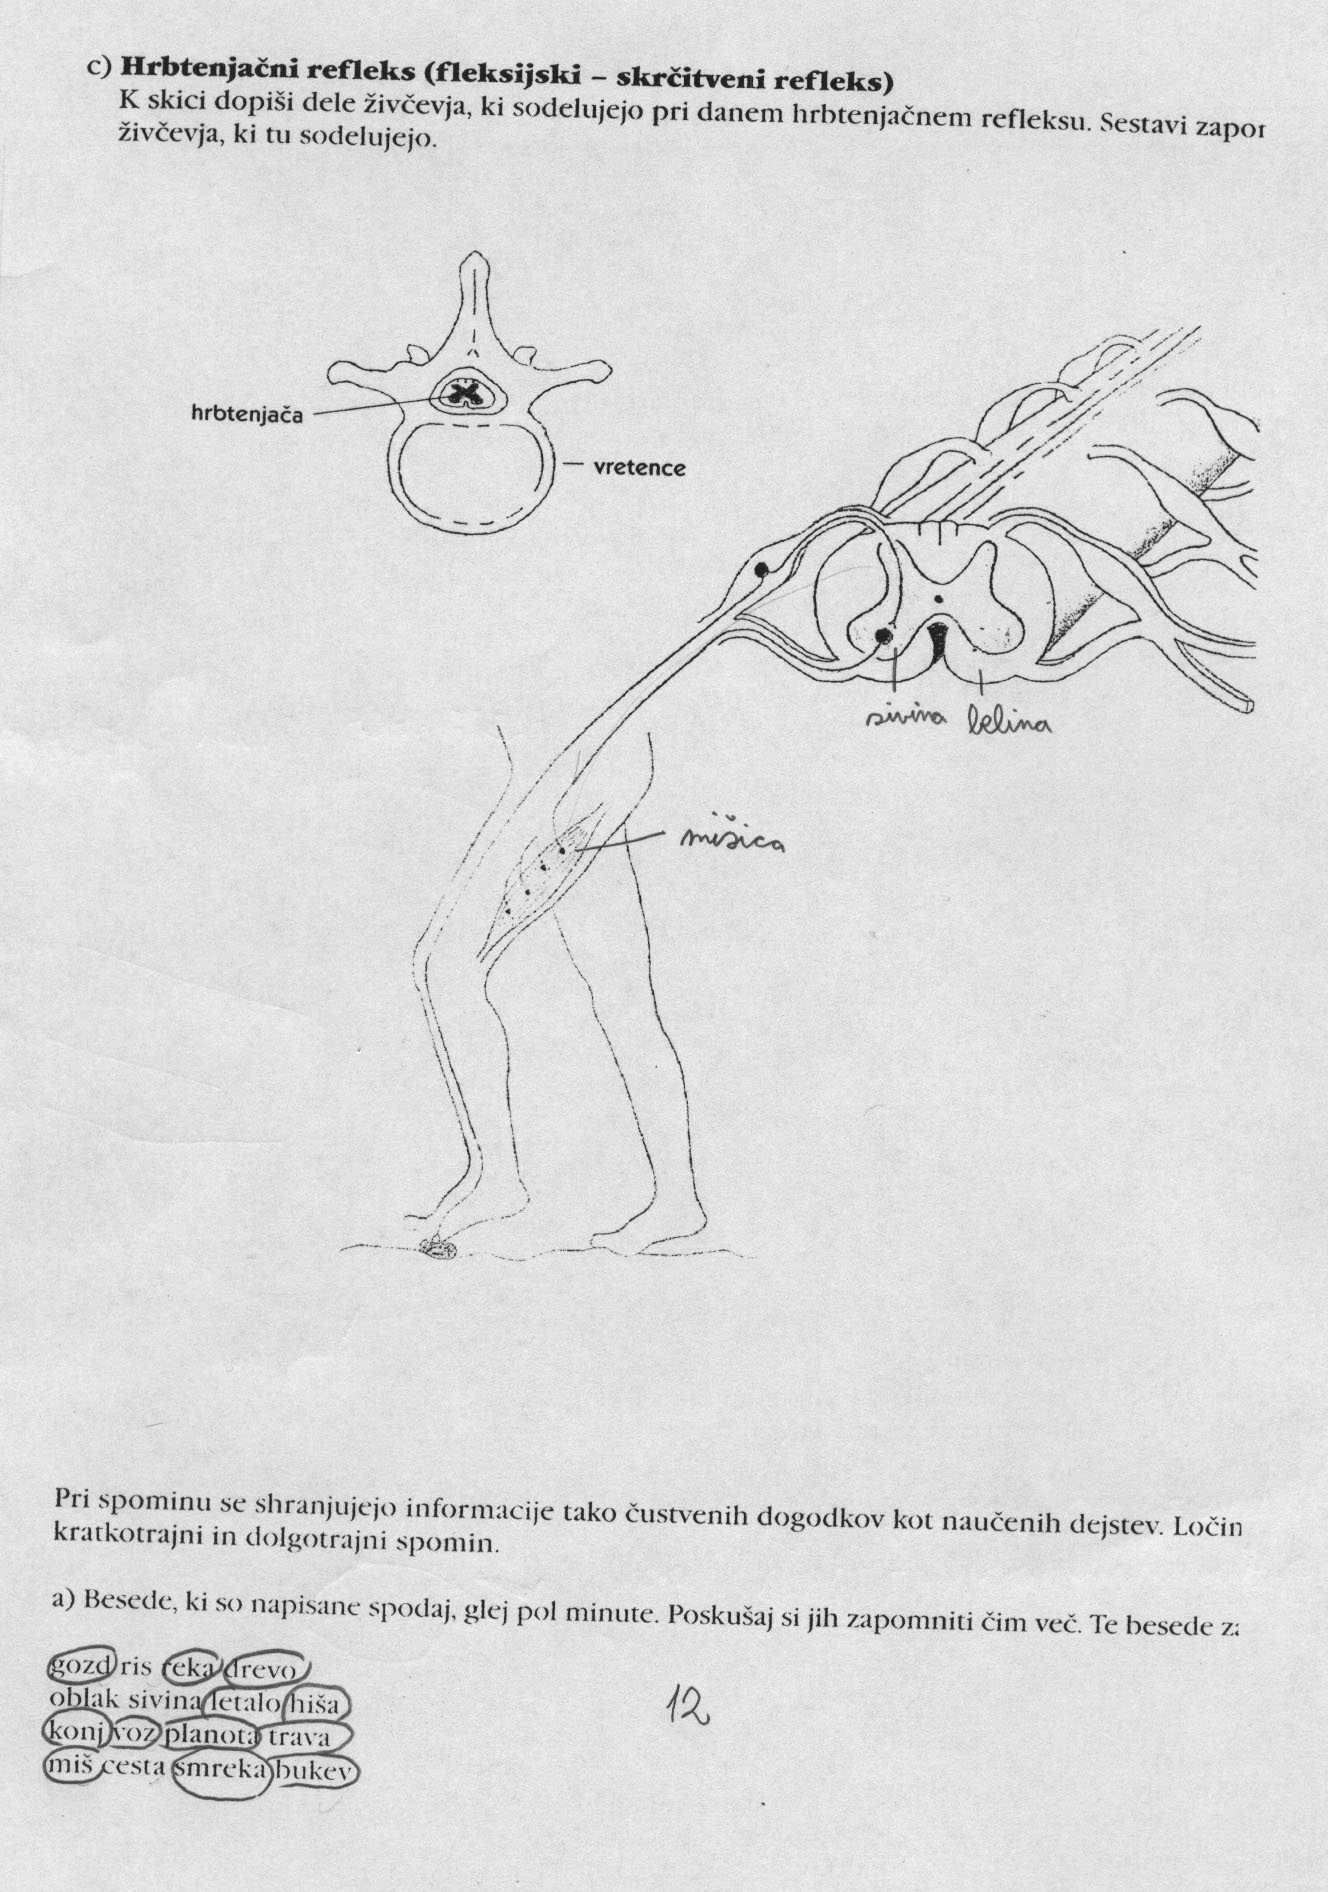 c) Hrbtenjačni refleks (fleksijski – skrčitveni refleks)
K skici dopiši dele živčevja, ki sodelujejo pri danem hrbtenjačnem refleksu. Sestavi zapor
živčevja, ki tu sodelujejo.
hrbtenjača
vretence
sivina belina
mišica
Pri spominu se shranjujejo informacije tako čustvenih dogodkov kot naučenih dejstev. Ločim
kratkotrajni in dolgotrajni spomin.
a) Besede, ki so napisane spodaj, glej pol minute. Poskušaj si jih zapomniti čim več. Te besede za
gozd ris reka drevo
oblak sivina letalo hiša
12
konj voz planota trava
miš cesta smreka bukev